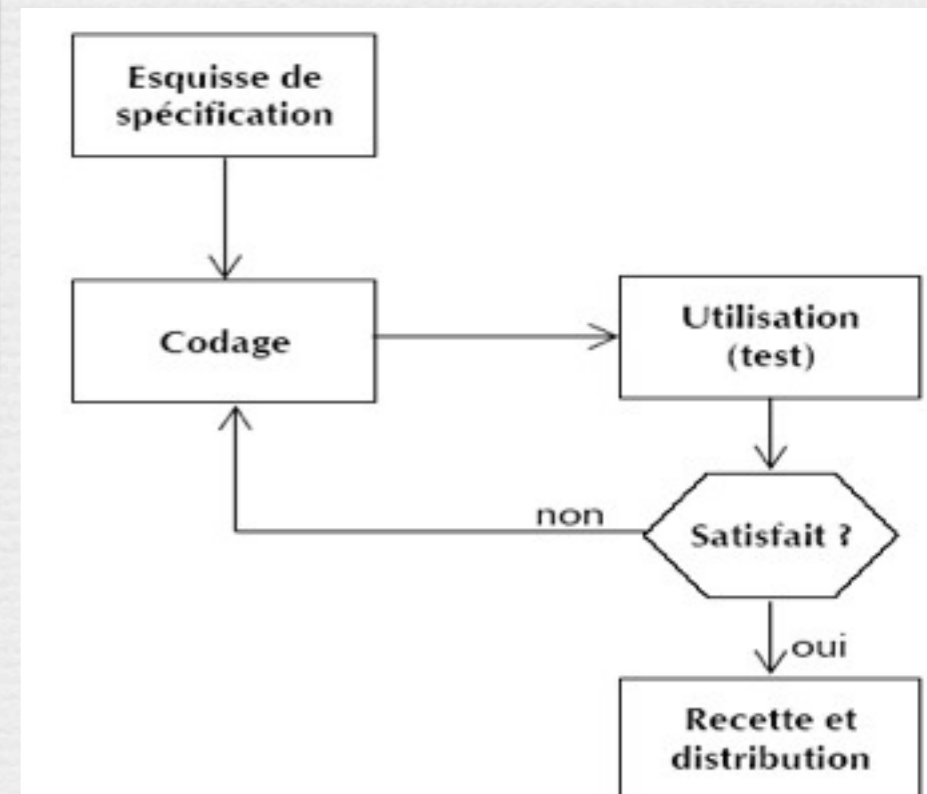 Esquisse de
spécification
Codage
Utilisation
(test)
non
Satisfait ?
oui
Recette et
distribution